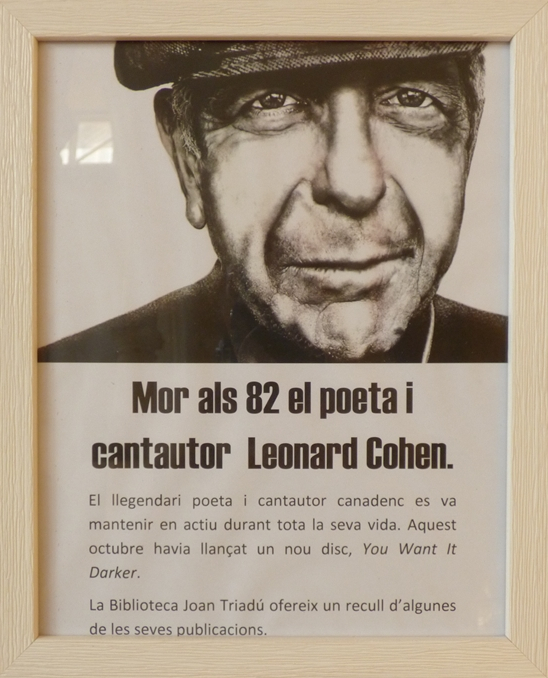 Mor als 82 el poeta i
cantautor Leonard Cohen.
El llegendari poeta i cantautor canadenc es va
mantenir en actiu durant tota la seva vida. Aquest
octubre havia llançat un nou disc, You Want It
Darker.
La Biblioteca Joan Triadú ofereix un recull d'algunes
de les seves publicacions.